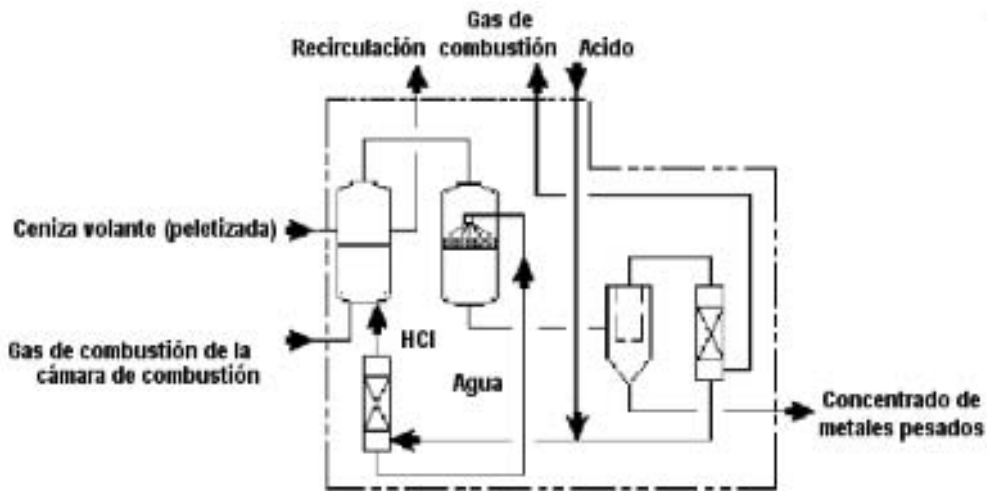 Gas de
Recirculación combustión Acido
Ceniza volante (peletizada)
Gas de combustión de la
cámara de combustión
HCl
Agua
Concentrado de
metales pesados